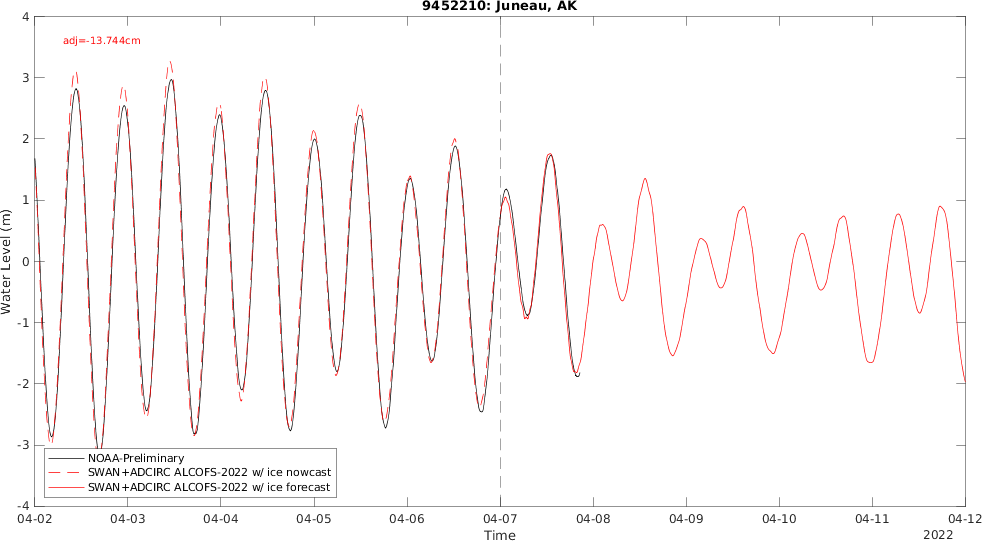 9452210: Juneau, AK
adj=-13.744cm
Water Level (m)
4
3
2
1
0
-1
-2
-3
-4
NOAA-Preliminary
SWAN+ADCIRC ALCOFS-2022 w/ ice nowcast
SWAN+ADCIRC ALCOFS-2022 w/ ice forecast
04-02 04-03 04-04 04-05 04-06 04-07 04-08 04-09 04-10 04-11 04-12
Time
2022